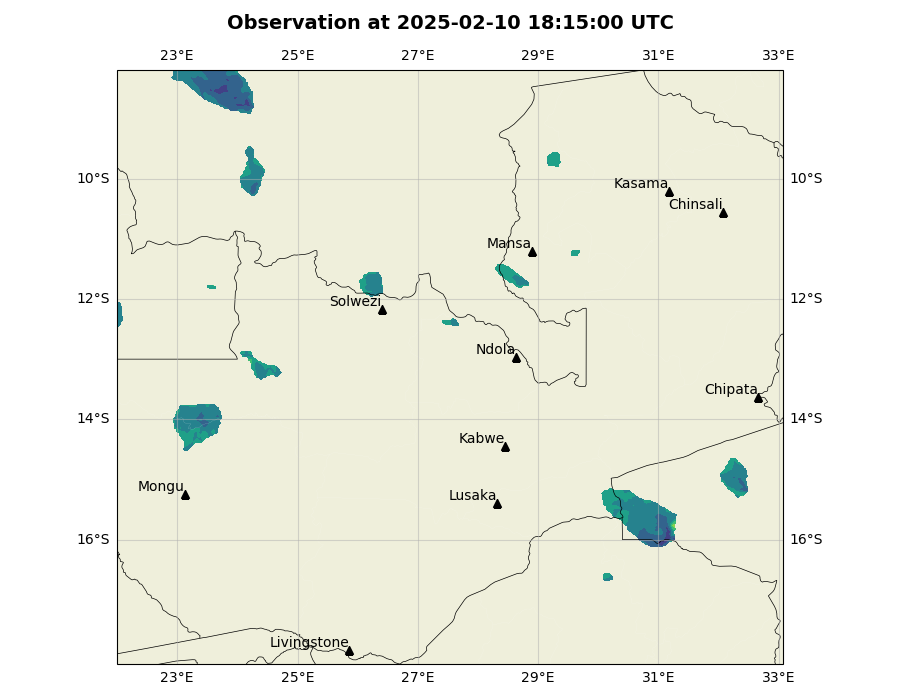 Observation at 2025-02-10 18:15:00 UTC
23°E 25°E 27°E 29°E 31°E 33°E
10°S 10°S
Kasama
Chinsali
Mansa
12°S 12°S
Solwezi
Ndola
Chipata
14°S 14°S
Kabwe
Mongu
Lusaka
16°S 16°S
Livingstone
23°E 25°E 27°E 29°E 31°E 33°E